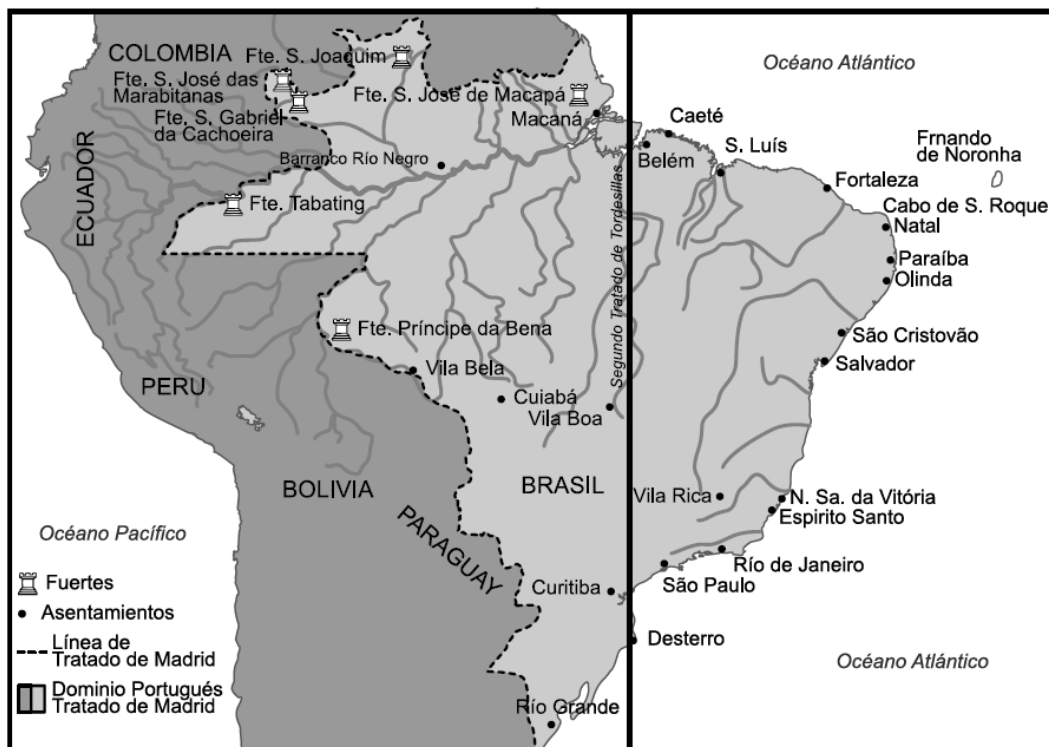 COLOMBIA
Fte. S. Joaquim
Océano Atlántico
Fte. S. José das
Marabitanas
Fte. S. José de Macapá
Macaná
Caeté
Fte. S. Gabriel
da Cachoeira
S. Luís
Frnando
de Noronha
Barranco Río Negro
Belém
Fortaleza
ECUADOR
Fte. Tabating
Cabo de S. Roque
Natal
Paraíba
Olinda
Segundo Tratado de Tordesillas
Fte. Príncipe da Bena
São Cristovão
Salvador
Vila Bela
PERU
Cuiabá
Vila Boa
BOLIVIA
BRASIL
Vila Rica
N. Sa. da Vitória
Espirito Santo
Océano Pacífico
PARAGUAY
Río de Janeiro
São Paulo
Fuertes
Curitiba
Asentamientos
Desterro
Línea de
Tratado de Madrid
Océano Atlántico
Dominio Portugués
Tratado de Madrid
Río Grande